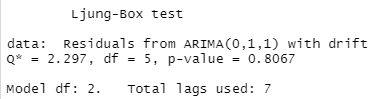 Ljung-Box test
data:  Residuals from ARIMA(0,1,1) with drift
Q* = 2.297, df = 5, p-value = 0.8067
Model df: 2.   Total lags used: 7